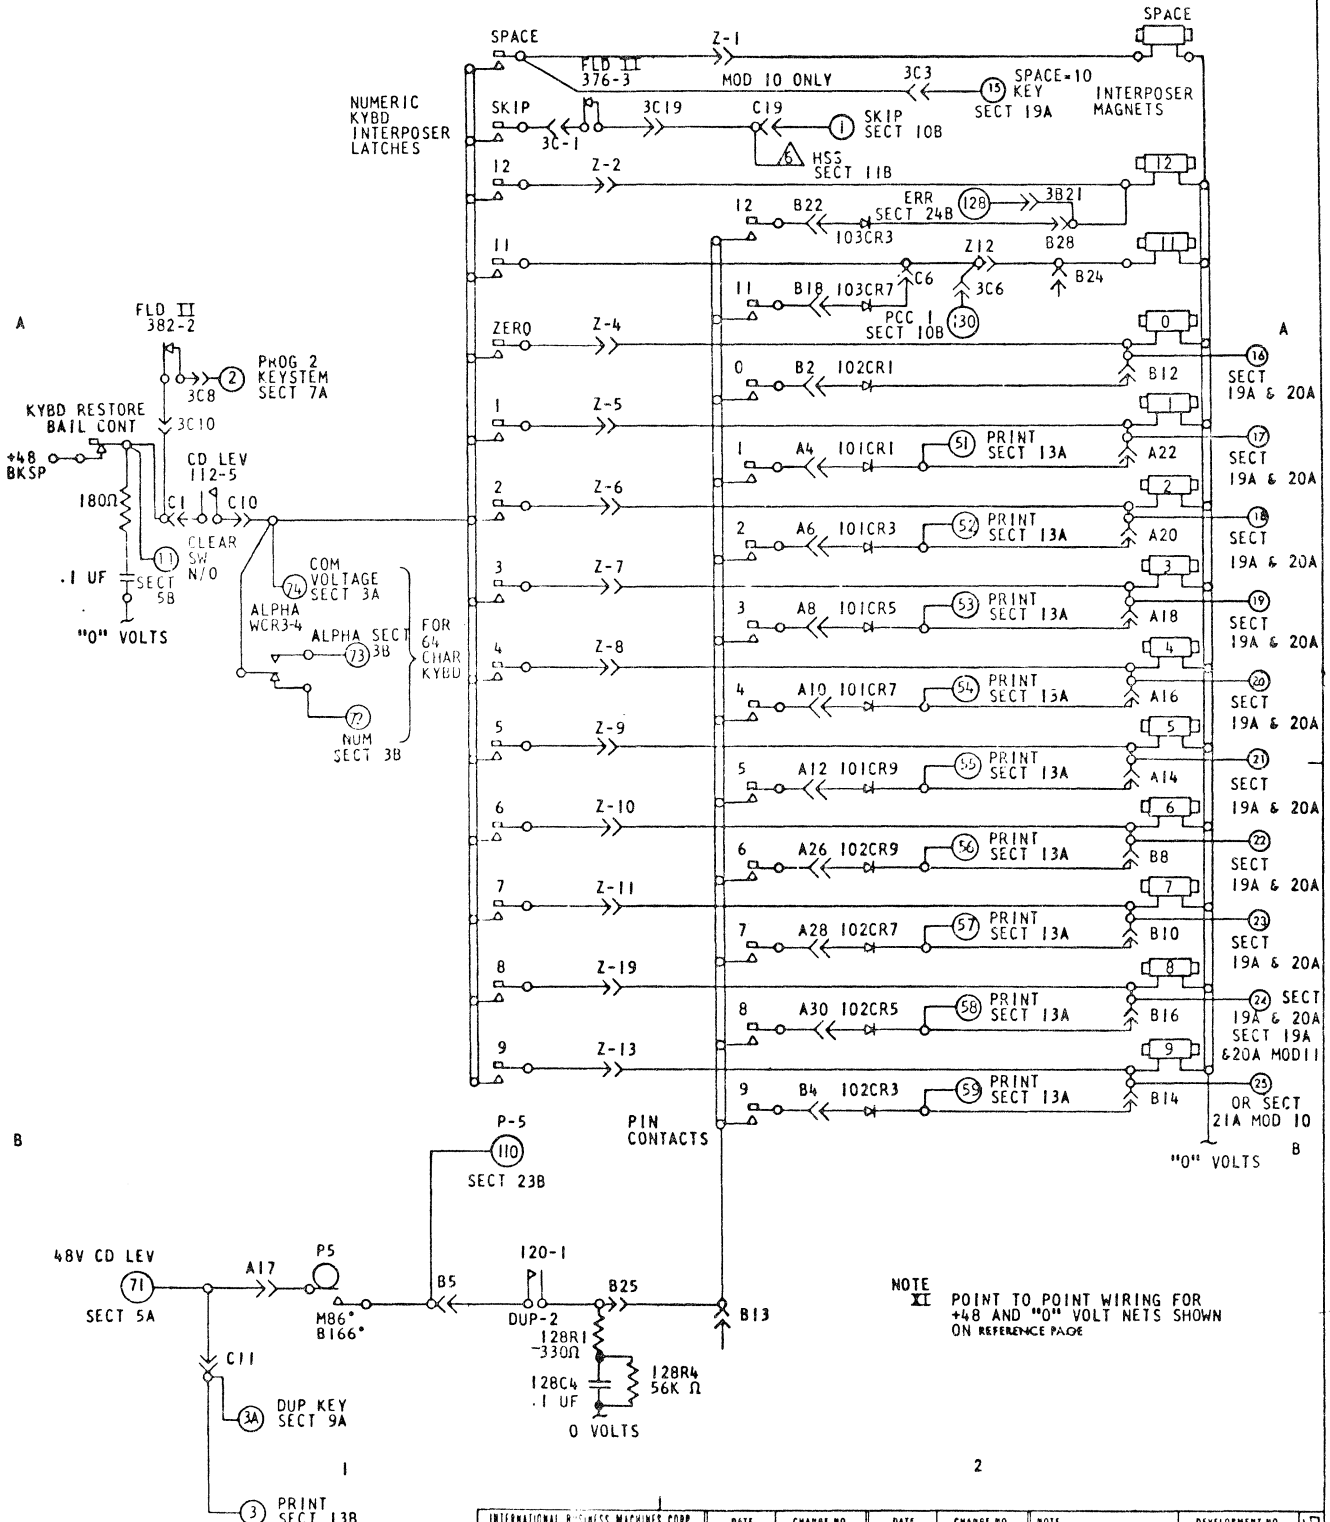 SPACE
SPACE
Z-1
FLD II
376-3
MOD 10 ONLY
3C3
15
SPACE=10
KEY
SECT 19A
INTERPOSER
MAGNETS
NUMERIC
KYBD
INTERPOSER
LATCHES
SKIP
3C-1
3C19
C19
1
SKIP
SECT 10B
6
HSS
SECT 11B
12
Z-2
12
12
B22
103CR3
ERR
SECT 24B
128
3B21
B28
11
Z12
11
C6
3C6
B24
11
B18
103CR7
PCC 1
SECT 10B
130
A
FLD II
382-2
3C8
2
PROG 2
KEYSTEM
SECT 7A
3C10
KYBD RESTORE
BAIL CONT
+48
BKSP
CD LEV
112-5
180Ω
C1
C10
11
SECT
5B
CLEAR
SW
N/O
.1 UF
"0" VOLTS
74
COM
VOLTAGE
SECT 3A
ALPHA
WCR3-4
ALPHA SECT
3B
73
72
NUM
SECT 3B
FOR
64
CHAR
KYBD
ZERO
Z-4
0
A
0
B2
102CR1
B12
16
SECT
19A & 20A
1
Z-5
1
1
A4
101CR1
51
PRINT
SECT 13A
A22
17
SECT
19A & 20A
2
Z-6
2
2
A6
101CR3
52
PRINT
SECT 13A
A20
18
SECT
19A & 20A
3
Z-7
3
3
A8
101CR5
53
PRINT
SECT 13A
A18
19
SECT
19A & 20A
4
Z-8
4
4
A10
101CR7
54
PRINT
SECT 13A
A16
20
SECT
19A & 20A
5
Z-9
5
5
A12
101CR9
55
PRINT
SECT 13A
A14
21
SECT
19A & 20A
6
Z-10
6
6
A26
102CR9
56
PRINT
SECT 13A
B8
22
SECT
19A & 20A
7
Z-11
7
7
A28
102CR7
57
PRINT
SECT 13A
B10
23
SECT
19A & 20A
8
Z-19
8
8
A30
102CR5
58
PRINT
SECT 13A
B16
24
SECT
19A & 20A
SECT 19A
&20A MOD11
9
Z-13
9
9
B4
102CR3
59
PRINT
SECT 13A
B14
25
OR SECT
21A MOD 10
B
PIN
CONTACTS
"0" VOLTS
B
P-5
110
SECT 23B
48V CD LEV
71
SECT 5A
A17
P5
M86°
B166°
B5
120-1
DUP-2
B25
B13
128R1
330Ω
128C4
.1 UF
128R4
56K Ω
0 VOLTS
C11
3A
DUP KEY
SECT 9A
3
PRINT
SECT 13B
NOTE
XI
POINT TO POINT WIRING FOR
+48 AND "0" VOLT NETS SHOWN
ON REFERENCE PAGE
1
2
INTERNATIONAL BUSINESS MACHINES CORP.
DATE
CHANGE NO.
DATE
CHANGE NO.
NOTE
DEVELOPMENT NO.